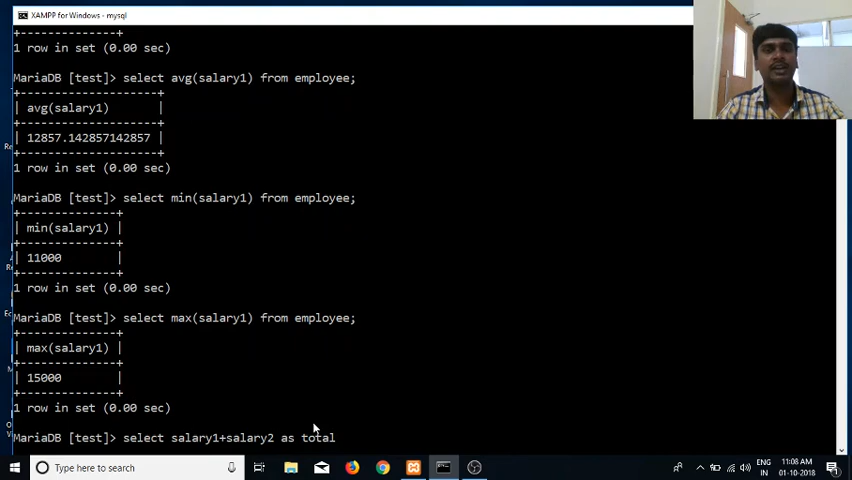 XAMPP for Windows - mysql
+--------------+
1 row in set (0.00 sec)
MariaDB [test]> select avg(salary1) from employee;
+--------------------+
| avg(salary1)       |
+--------------------+
| 12857.142857142857 |
+--------------------+
1 row in set (0.00 sec)
MariaDB [test]> select min(salary1) from employee;
+--------------+
| min(salary1) |
+--------------+
| 11000        |
+--------------+
1 row in set (0.00 sec)
MariaDB [test]> select max(salary1) from employee;
+--------------+
| max(salary1) |
+--------------+
| 15000        |
+--------------+
1 row in set (0.00 sec)
MariaDB [test]> select salary1+salary2 as total
Type here to search
ENG
IN
11:08 AM
01-10-2018